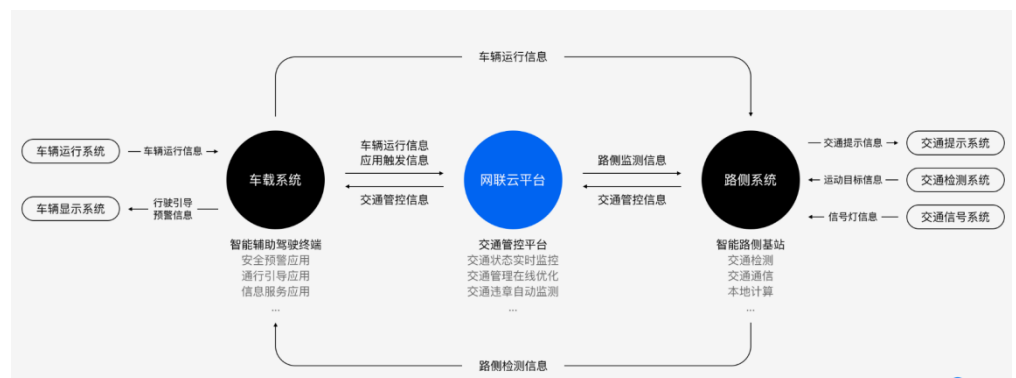 车辆运行信息
车辆运行系统
车辆运行信息
车载系统
车辆运行信息
应用触发信息
交通管控信息
网联云平台
路侧监测信息
交通管控信息
路侧系统
交通提示信息
交通提示系统
运动目标信息
交通检测系统
信号灯信息
交通信号系统
车辆显示系统
行驶引导
预警信息
智能辅助驾驶终端
安全预警应用
通行引导应用
信息服务应用
...
交通管控平台
交通状态实时监控
交通管理在线优化
交通违章自动监测
...
智能路侧基站
交通检测
交通通信
本地计算
...
路侧检测信息